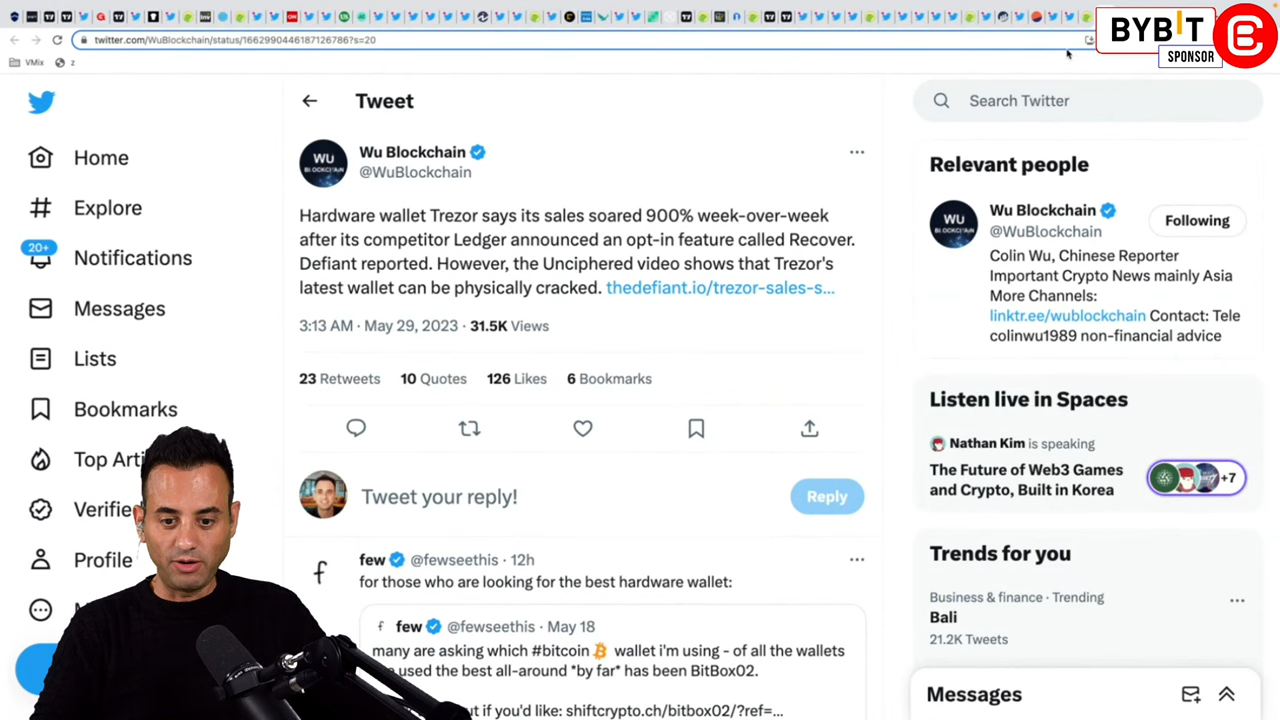 BYBIT
SPONSOR
twitter.com/WuBlockchain/status/1662990446187126786?s=20
VMix
z
Home
Explore
20+
Notifications
Messages
Lists
Bookmarks
Top Arti
Verifie
Profile
Tweet
WU
BLOCKCHAIN
Wu Blockchain
@WuBlockchain
Hardware wallet Trezor says its sales soared 900% week-over-week
after its competitor Ledger announced an opt-in feature called Recover.
Defiant reported. However, the Unciphered video shows that Trezor's
latest wallet can be physically cracked. thedefiant.io/trezor-sales-s...
3:13 AM · May 29, 2023 · 31.5K Views
23 Retweets 10 Quotes 126 Likes 6 Bookmarks
Tweet your reply!
Reply
few @fewseethis · 12h
for those who are looking for the best hardware wallet:
few @fewseethis · May 18
many are asking which #bitcoin wallet i'm using - of all the wallets
used the best all-around *by far* has been BitBox02.
if you'd like: shiftcrypto.ch/bitbox02/?ref=...
Search Twitter
Relevant people
WU
BLOCKCHAIN
Wu Blockchain
@WuBlockchain
Following
Colin Wu, Chinese Reporter
Important Crypto News mainly Asia
More Channels:
linktr.ee/wublockchain Contact: Tele
colinwu1989 non-financial advice
Listen live in Spaces
Nathan Kim is speaking
The Future of Web3 Games
and Crypto, Built in Korea
+7
Trends for you
Business & finance · Trending
Bali
21.2K Tweets
Messages